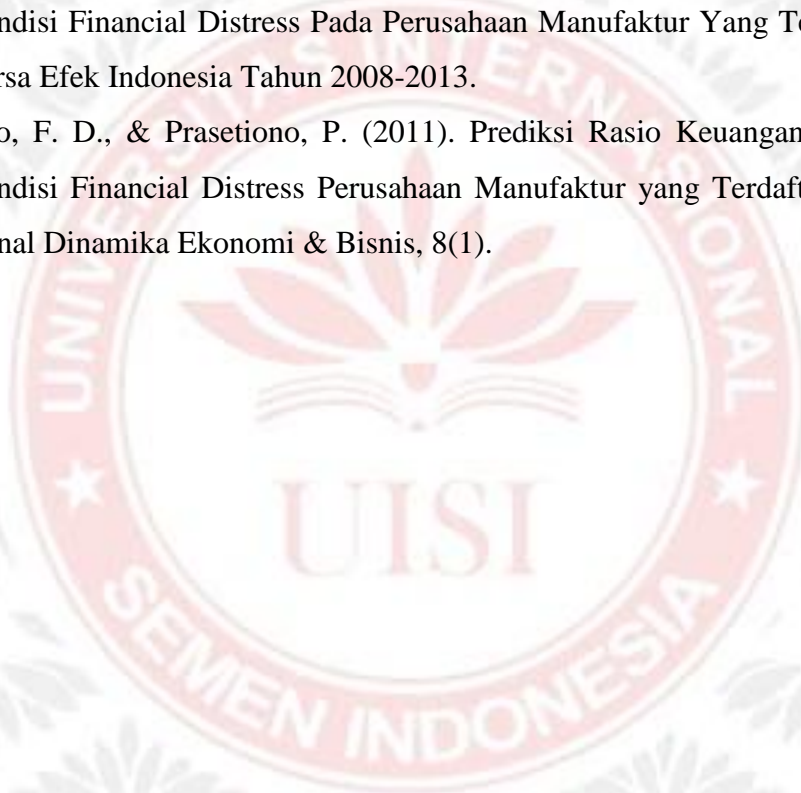 ndisi Financial Distress Pada Perusahaan Manufaktur Yang Te
rsa Efek Indonesia Tahun 2008-2013.
o, F. D., & Prasetiono, P. (2011). Prediksi Rasio Keuangan
ndisi Financial Distress Perusahaan Manufaktur yang Terdaft
nal Dinamika Ekonomi & Bisnis, 8(1).
UNIVERSITAS INTERNASIONAL
UISI
SEMEN INDONESIA